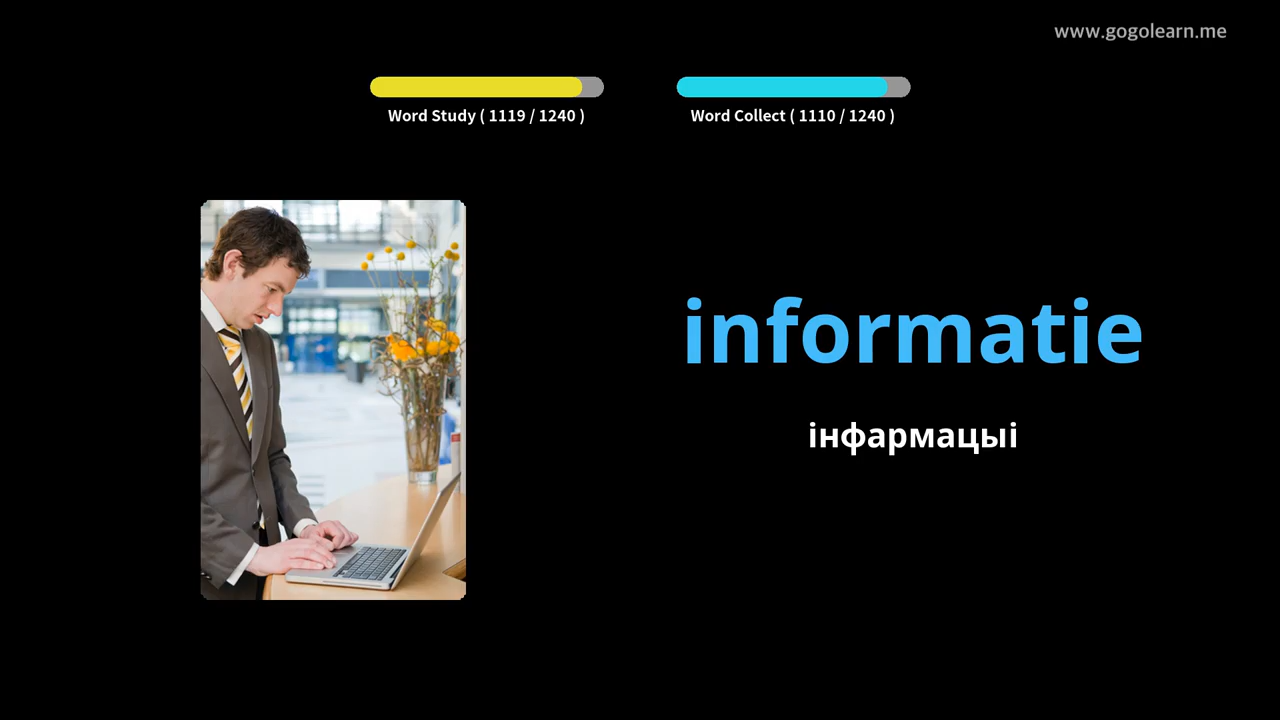 www.gogolearn.me
Word Study ( 1119 / 1240 )
Word Collect ( 1110 / 1240 )
informatie
інфармацыі